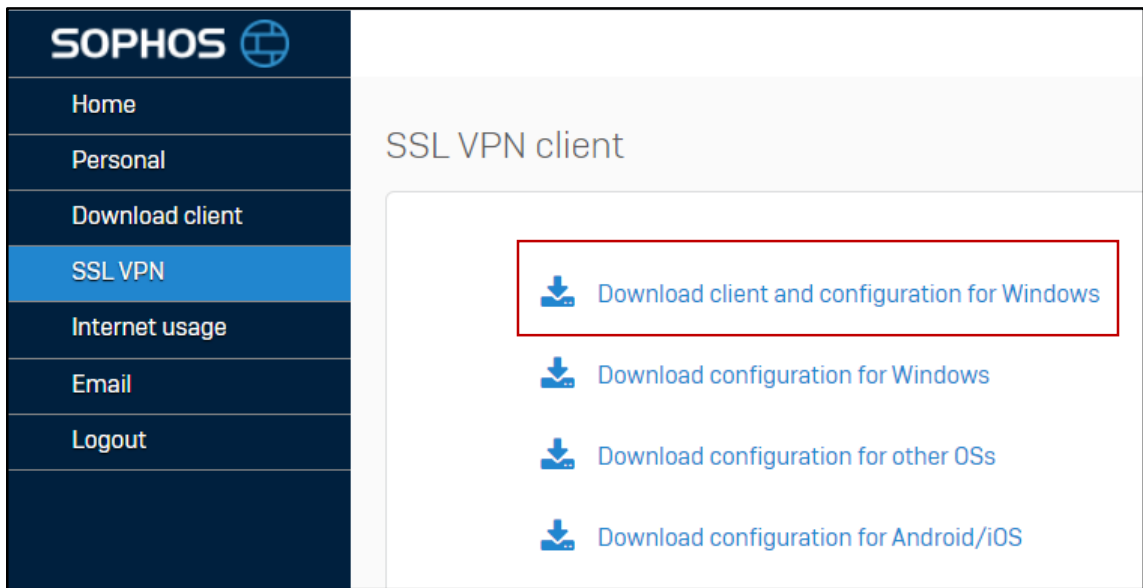 SOPHOS
Home
Personal
Download client
SSL VPN
Internet usage
Email
Logout
SSL VPN client
Download client and configuration for Windows
Download configuration for Windows
Download configuration for other OSs
Download configuration for Android/iOS